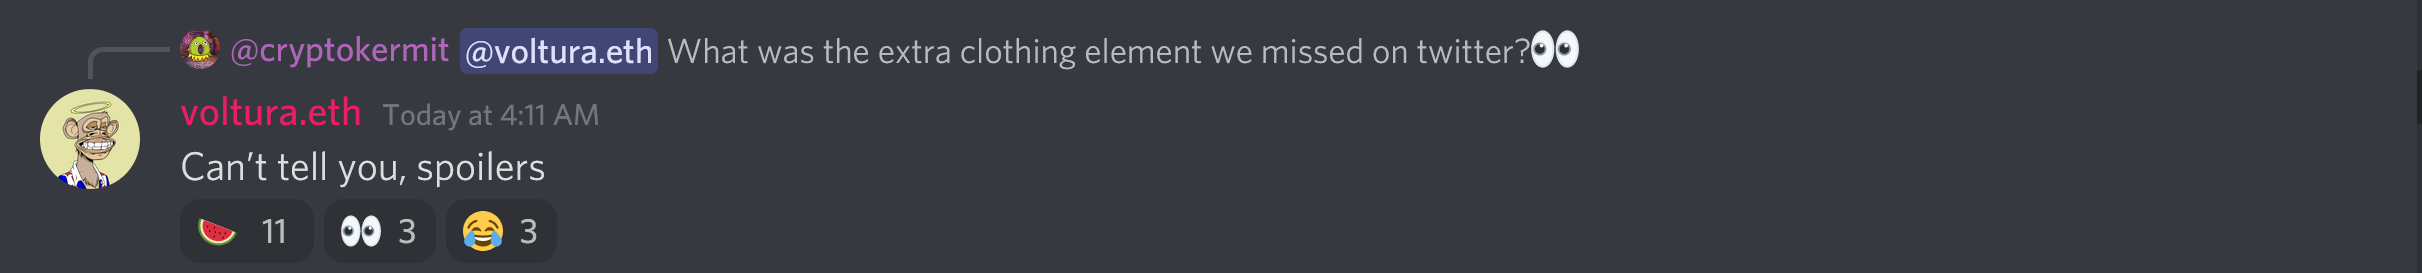 @cryptokermit @voltura.eth What was the extra clothing element we missed on twitter?👀
voltura.eth Today at 4:11 AM
Can’t tell you, spoilers
🍉 11 👀 3 😂 3